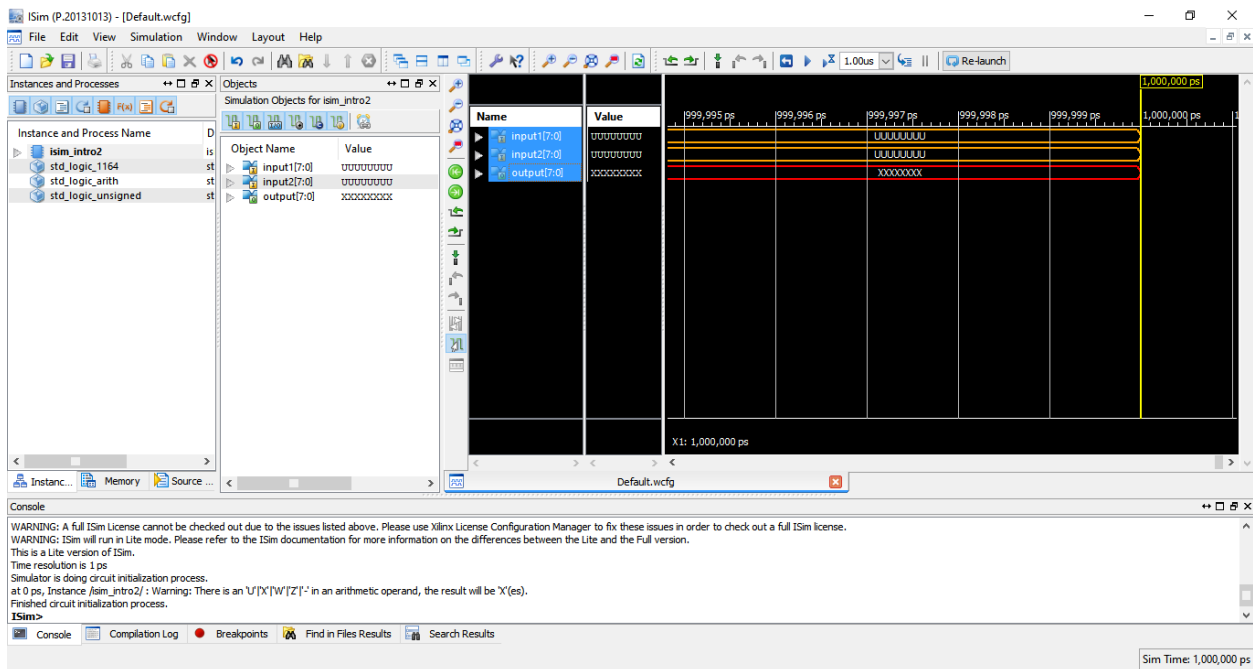 ISim (P.20131013) - [Default.wcfg]
File Edit View Simulation Window Layout Help
1.00us
Re-launch
Instances and Processes
F(x)
Instance and Process Name D
isim_intro2 is
std_logic_1164 st
std_logic_arith st
std_logic_unsigned st
Instanc... Memory Source ...
Objects
Simulation Objects for isim_intro2
Object Name Value
input1[7:0] UUUUUUUU
input2[7:0] UUUUUUUU
output[7:0] XXXXXXXX
Name Value
input1[7:0] UUUUUUUU
input2[7:0] UUUUUUUU
output[7:0] XXXXXXXX
1,000,000 ps
999,995 ps 999,996 ps 999,997 ps 999,998 ps 999,999 ps 1,000,000 ps 1
UUUUUUUU
UUUUUUUU
XXXXXXXX
X1: 1,000,000 ps
Default.wcfg
Console
WARNING: A full ISim License cannot be checked out due to the issues listed above. Please use Xilinx License Configuration Manager to fix these issues in order to check out a full ISim license.
WARNING: ISim will run in Lite mode. Please refer to the ISim documentation for more information on the differences between the Lite and the Full version.
This is a Lite version of ISim.
Time resolution is 1 ps
Simulator is doing circuit initialization process.
at 0 ps, Instance /isim_intro2/ : Warning: There is an 'U'|'X'|'W'|'Z'|'-' in an arithmetic operand, the result will be 'X'(es).
Finished circuit initialization process.
ISim>
Console Compilation Log Breakpoints Find in Files Results Search Results
Sim Time: 1,000,000 ps